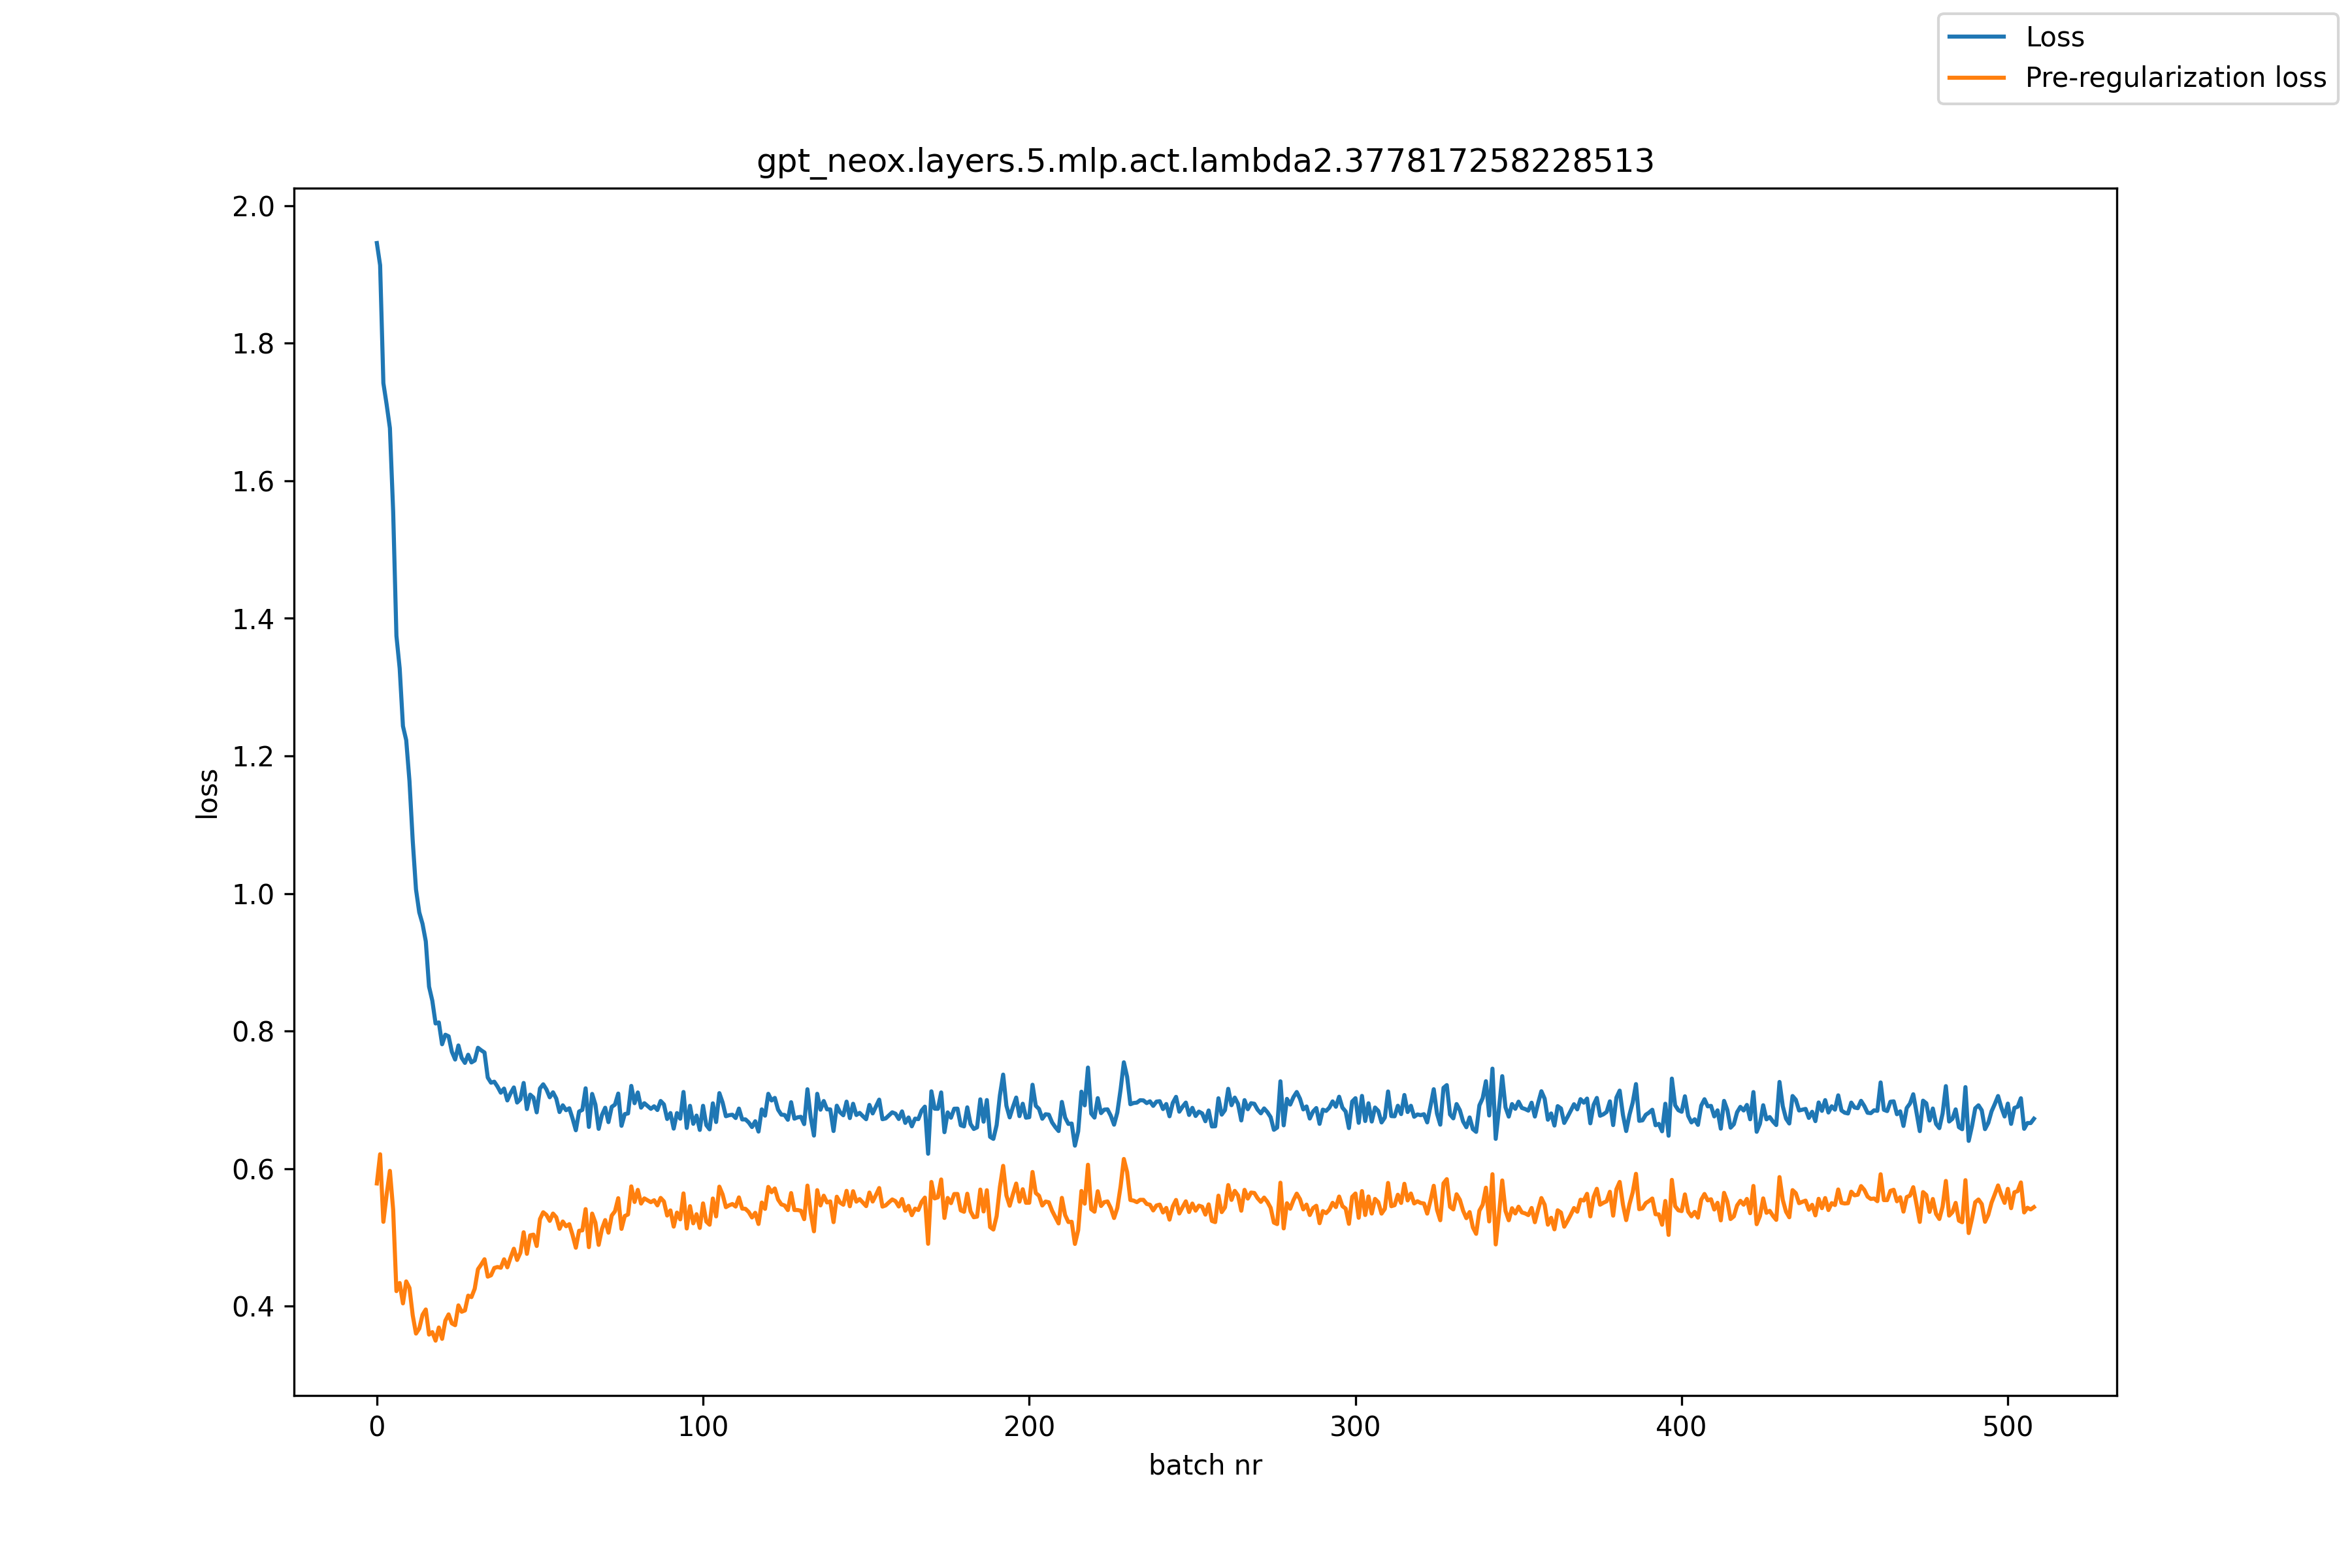 Loss
Pre-regularization loss
gpt_neox.layers.5.mlp.act.lambda2.377817258228513
2.0
1.8
1.6
1.4
1.2
1.0
0.8
0.6
0.4
loss
0 100 200 300 400 500
batch nr